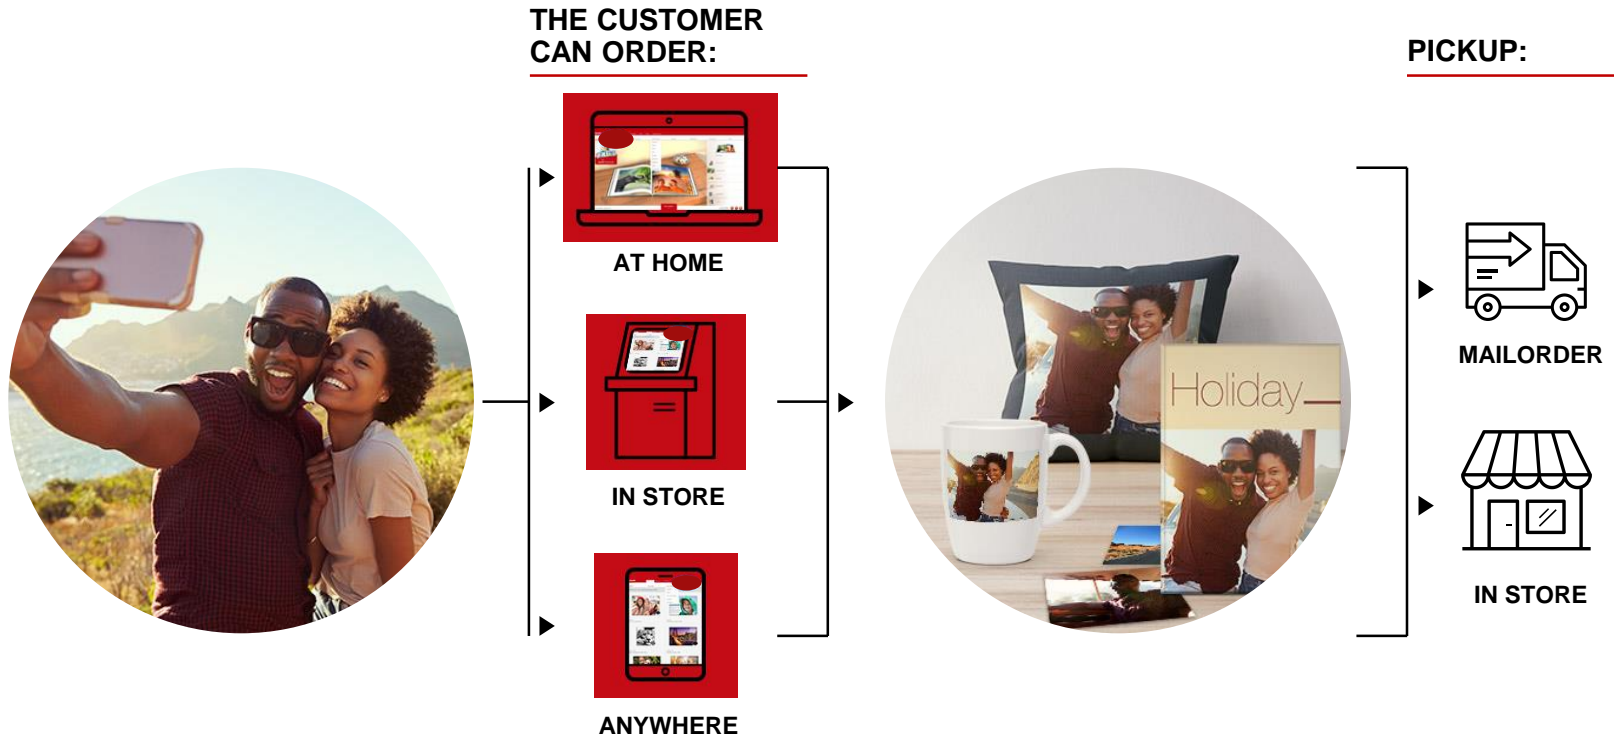 THE CUSTOMER
CAN ORDER:
AT HOME
IN STORE
ANYWHERE
Holiday
PICKUP:
MAILORDER
IN STORE